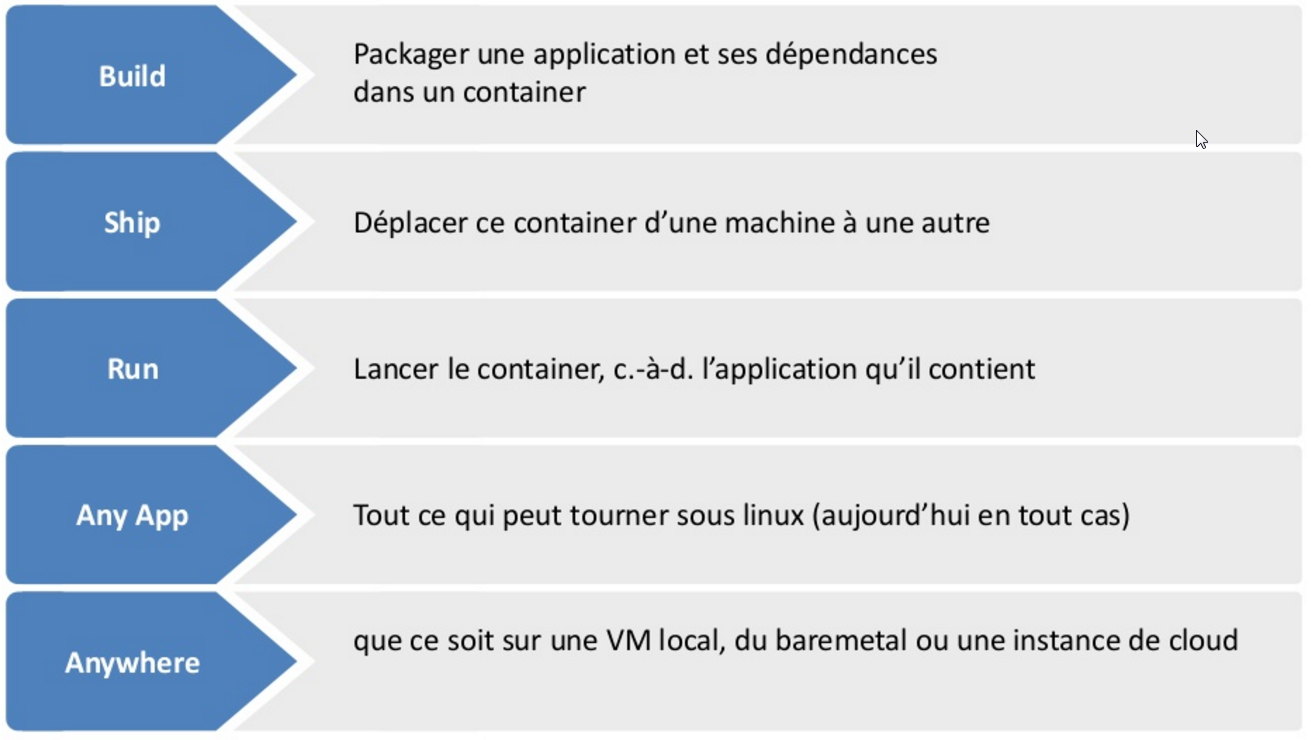 Build
Packager une application et ses dépendances
dans un container
Ship
Déplacer ce container d’une machine à une autre
Run
Lancer le container, c.-à-d. l’application qu’il contient
Any App
Tout ce qui peut tourner sous linux (aujourd’hui en tout cas)
Anywhere
que ce soit sur une VM local, du baremetal ou une instance de cloud